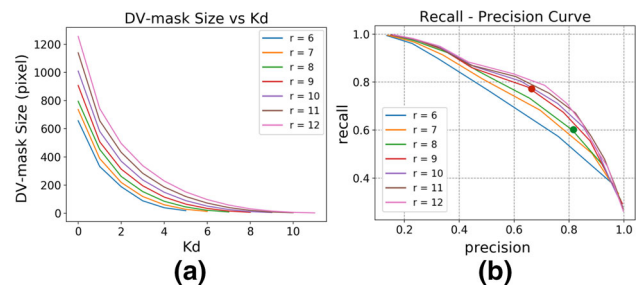 DV-mask Size vs Kd
DV-mask Size (pixel)
1200
1000
800
600
400
200
0
0 2 4 6 8 10
Kd
r = 6
r = 7
r = 8
r = 9
r = 10
r = 11
r = 12
(a)
Recall - Precision Curve
recall
1.0
0.8
0.6
0.4
0.2 0.4 0.6 0.8 1.0
precision
r = 6
r = 7
r = 8
r = 9
r = 10
r = 11
r = 12
(b)